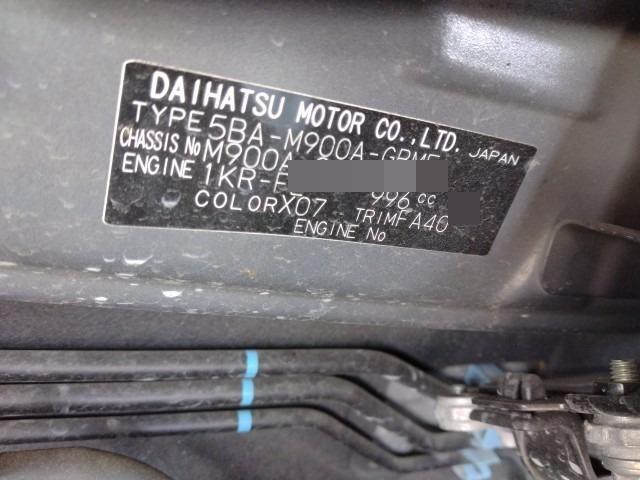 DAIHATSU MOTOR CO.,LTD. JAPAN
TYPE 5BA-M900A-GBME
CHASSIS No M900A
ENGINE 1KR- 996 cc
COLOR X07 TRIM FA40
ENGINE No